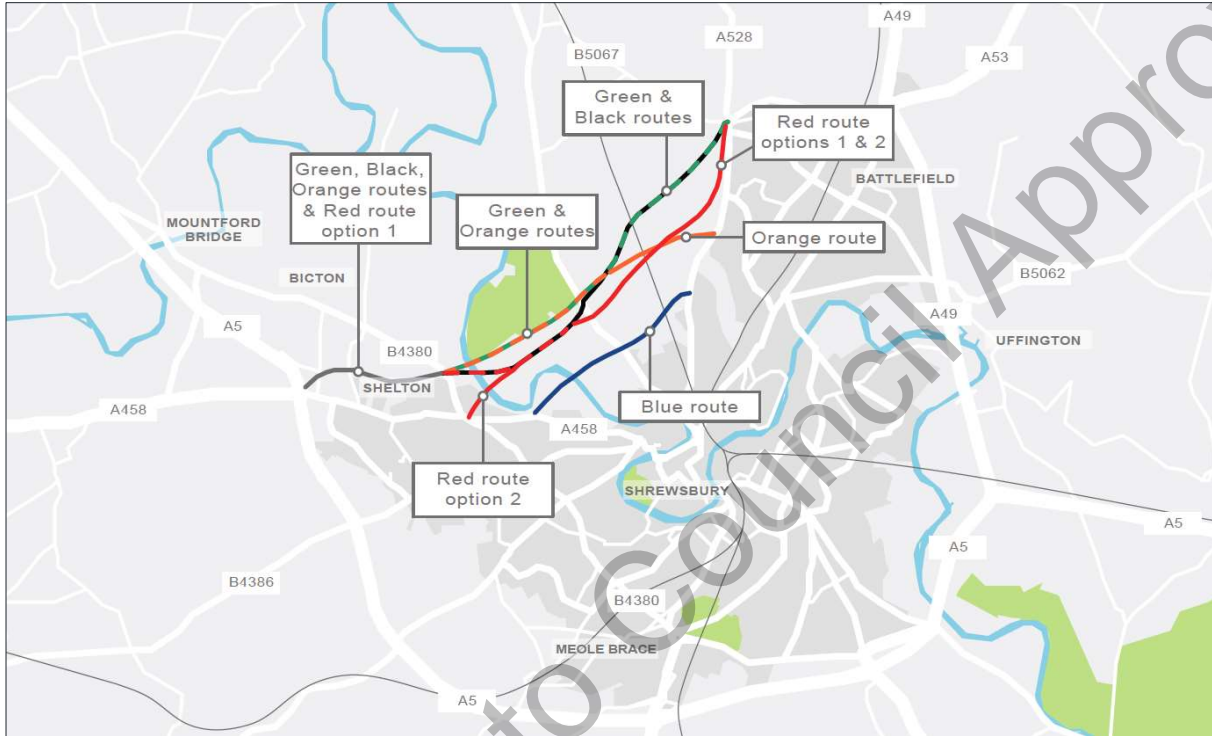 A49
A528
A53
B5067
Green &
Black routes
Red route
options 1 & 2
Green, Black,
Orange routes
& Red route
option 1
BATTLEFIELD
MOUNTFORD
BRIDGE
Green &
Orange routes
Orange route
BICTON
B5062
A5
A49
UFFINGTON
B4380
SHELTON
A458
A458
Blue route
Red route
option 2
SHREWSBURY
A5
A5
B4386
B4380
MEOLE BRACE
A5
to Council Appro